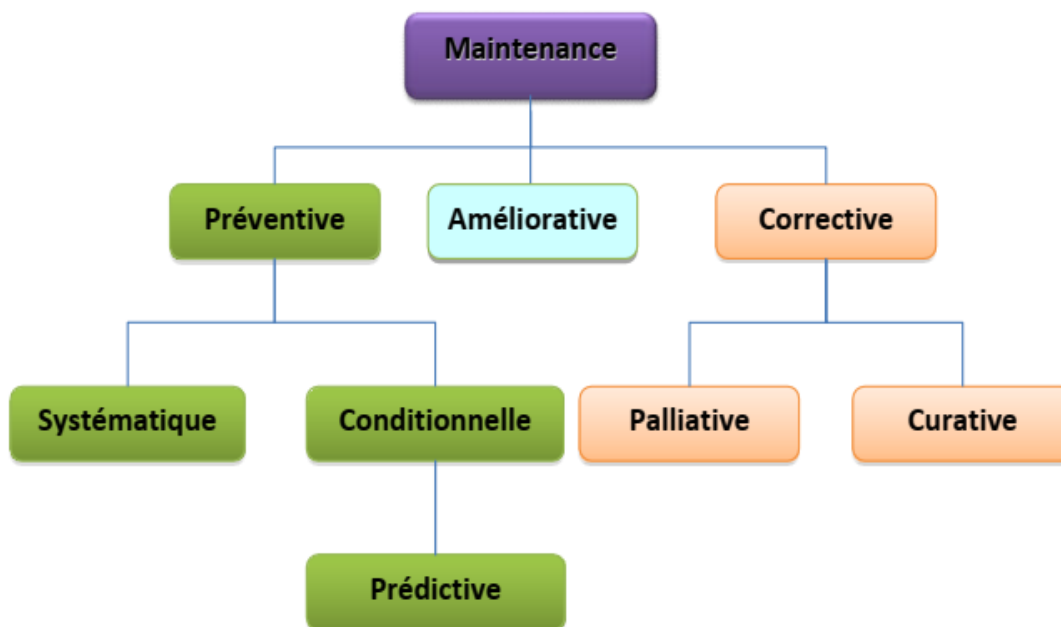 Maintenance
Préventive
Améliorative
Corrective
Systématique
Conditionnelle
Palliative
Curative
Prédictive